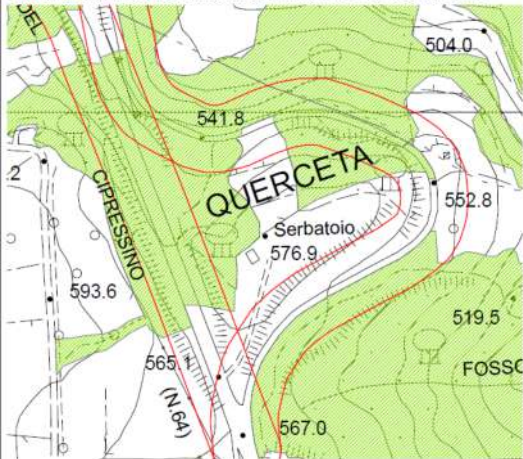 DEL
504.0
541.8
QUERCETA
2
CIPRESSINO
552.8
Serbatoio
576.9
593.6
519.5
565.1
FOSSO
(N.64)
567.0